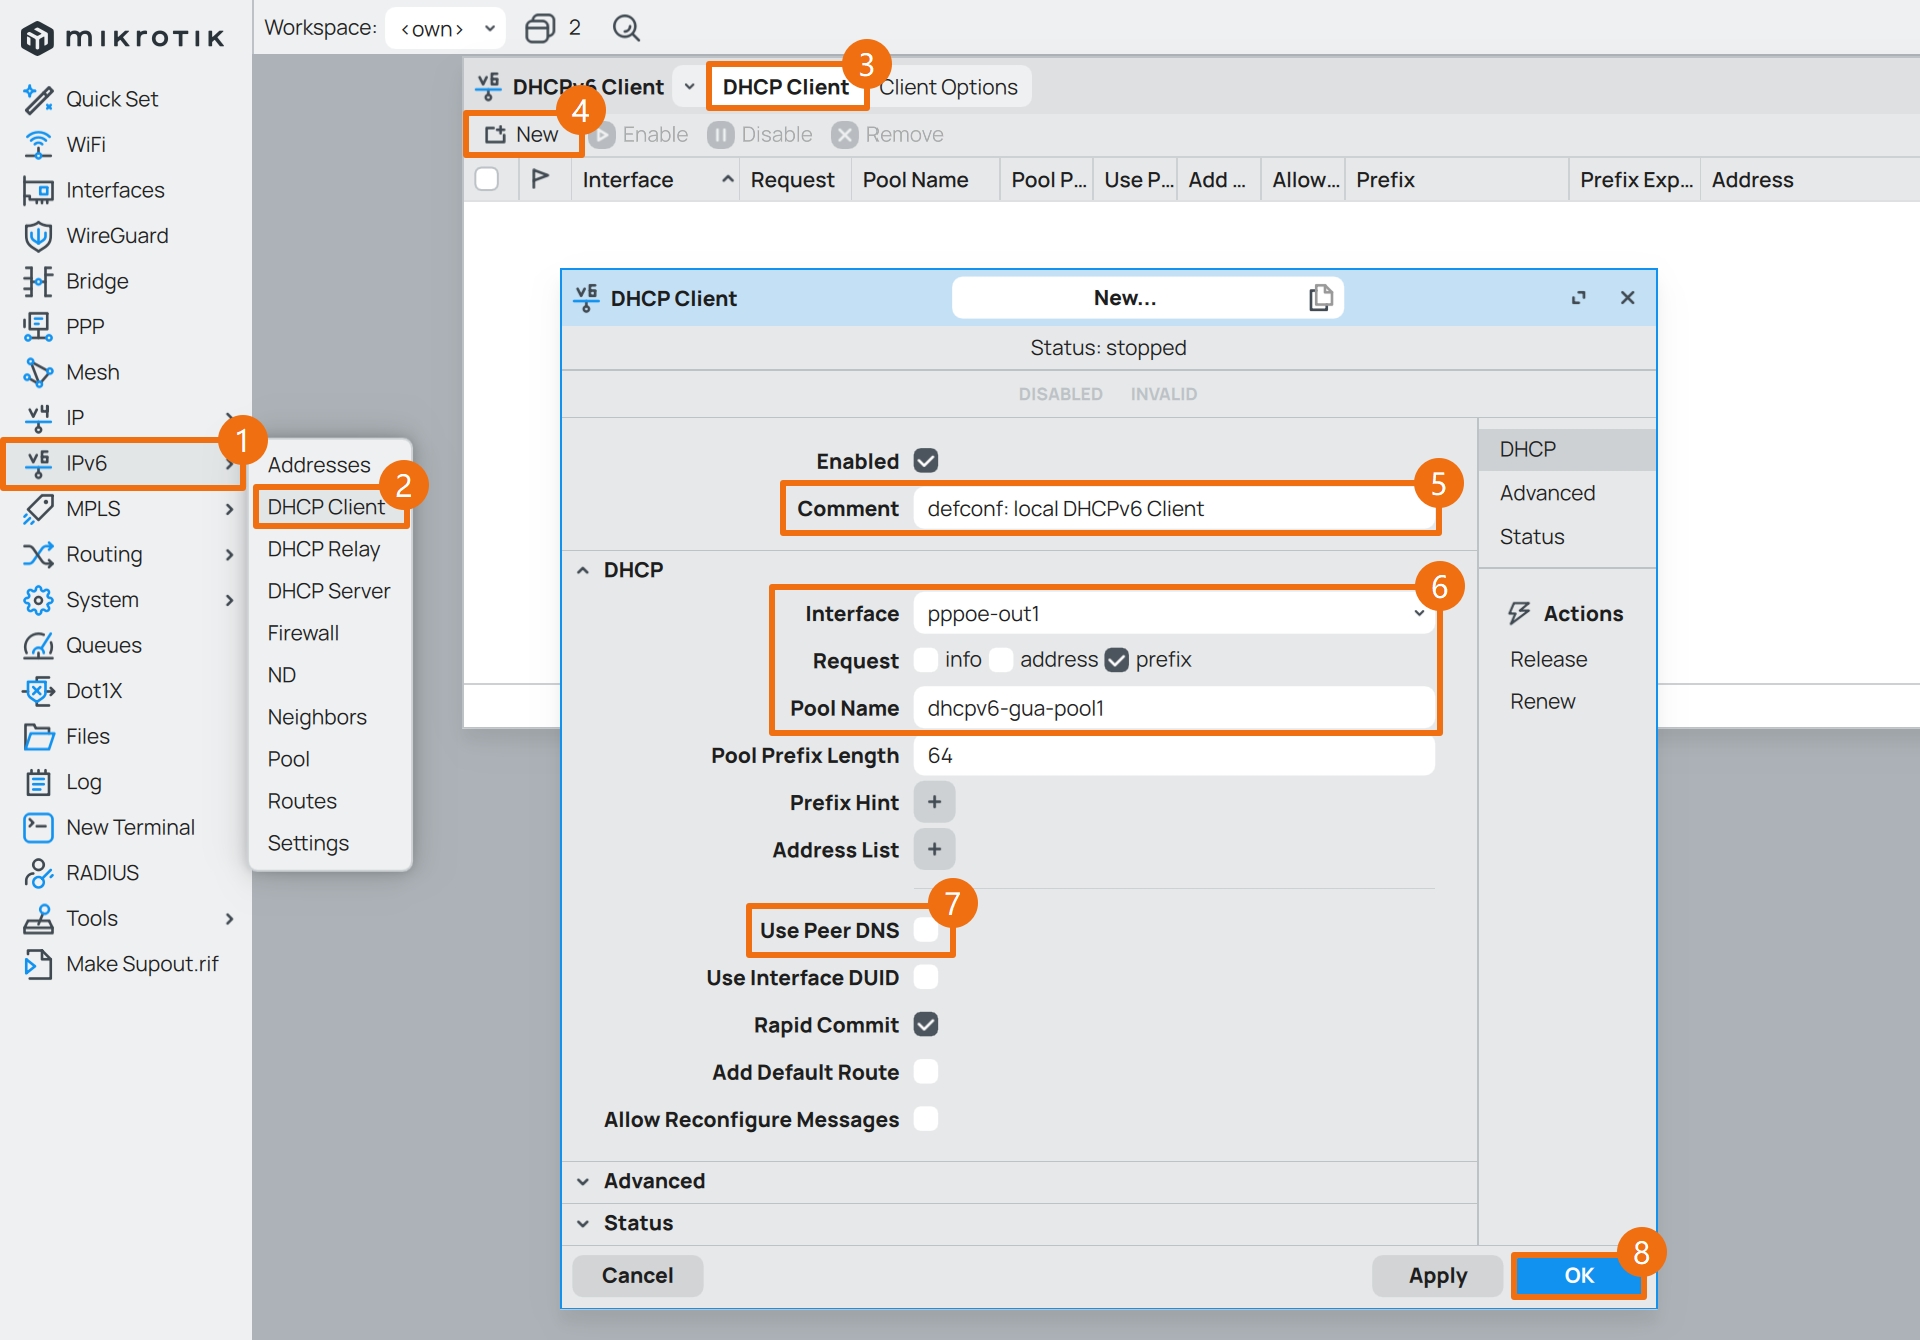 mikrotik
Workspace: <own> 2
Quick Set
WiFi
Interfaces
WireGuard
Bridge
PPP
Mesh
IP
IPv6
MPLS
Routing
System
Queues
Dot1X
Files
Log
New Terminal
RADIUS
Tools
Make Supout.rif
1
Addresses
DHCP Client
2
DHCP Relay
DHCP Server
Firewall
ND
Neighbors
Pool
Routes
Settings
v6 DHCPv6 Client DHCP Client 3 Client Options
New 4 Enable Disable Remove
Interface Request Pool Name Pool P... Use P... Add ... Allow... Prefix Prefix Exp... Address
v6 DHCP Client New...
Status: stopped
DISABLED INVALID
Enabled
Comment defconf: local DHCPv6 Client 5
DHCP
6
Interface pppoe-out1
Request info address prefix
Pool Name dhcpv6-gua-pool1
Pool Prefix Length 64
Prefix Hint +
Address List +
7
Use Peer DNS
Use Interface DUID
Rapid Commit
Add Default Route
Allow Reconfigure Messages
Advanced
Status
DHCP
Advanced
Status
Actions
Release
Renew
Cancel Apply OK 8